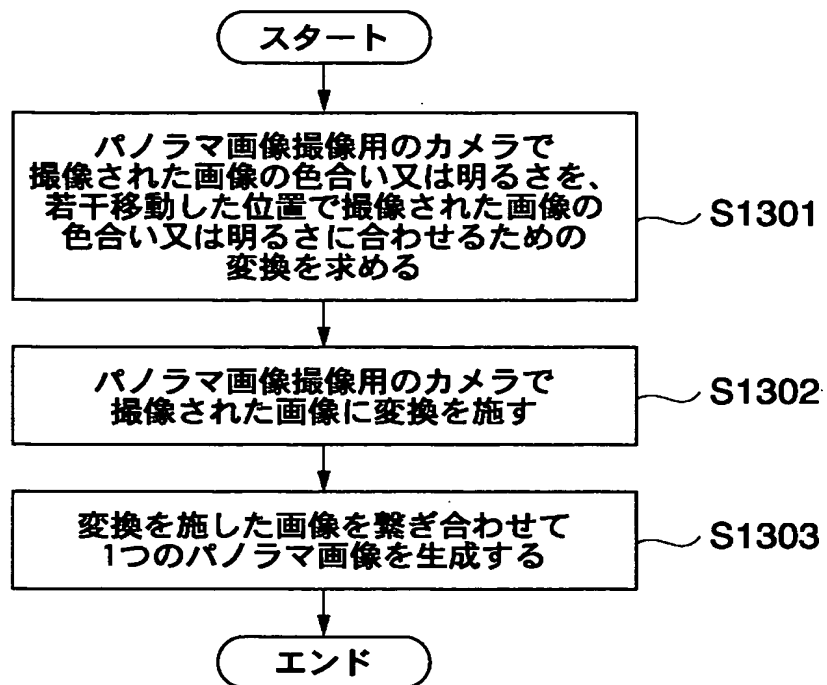 スタート
パノラマ画像撮像用のカメラで
撮像された画像の色合い又は明るさを、
若干移動した位置で撮像された画像の
色合い又は明るさに合わせるための
変換を求める
S1301
パノラマ画像撮像用のカメラで
撮像された画像に変換を施す
S1302
変換を施した画像を繋ぎ合わせて
1つのパノラマ画像を生成する
S1303
エンド